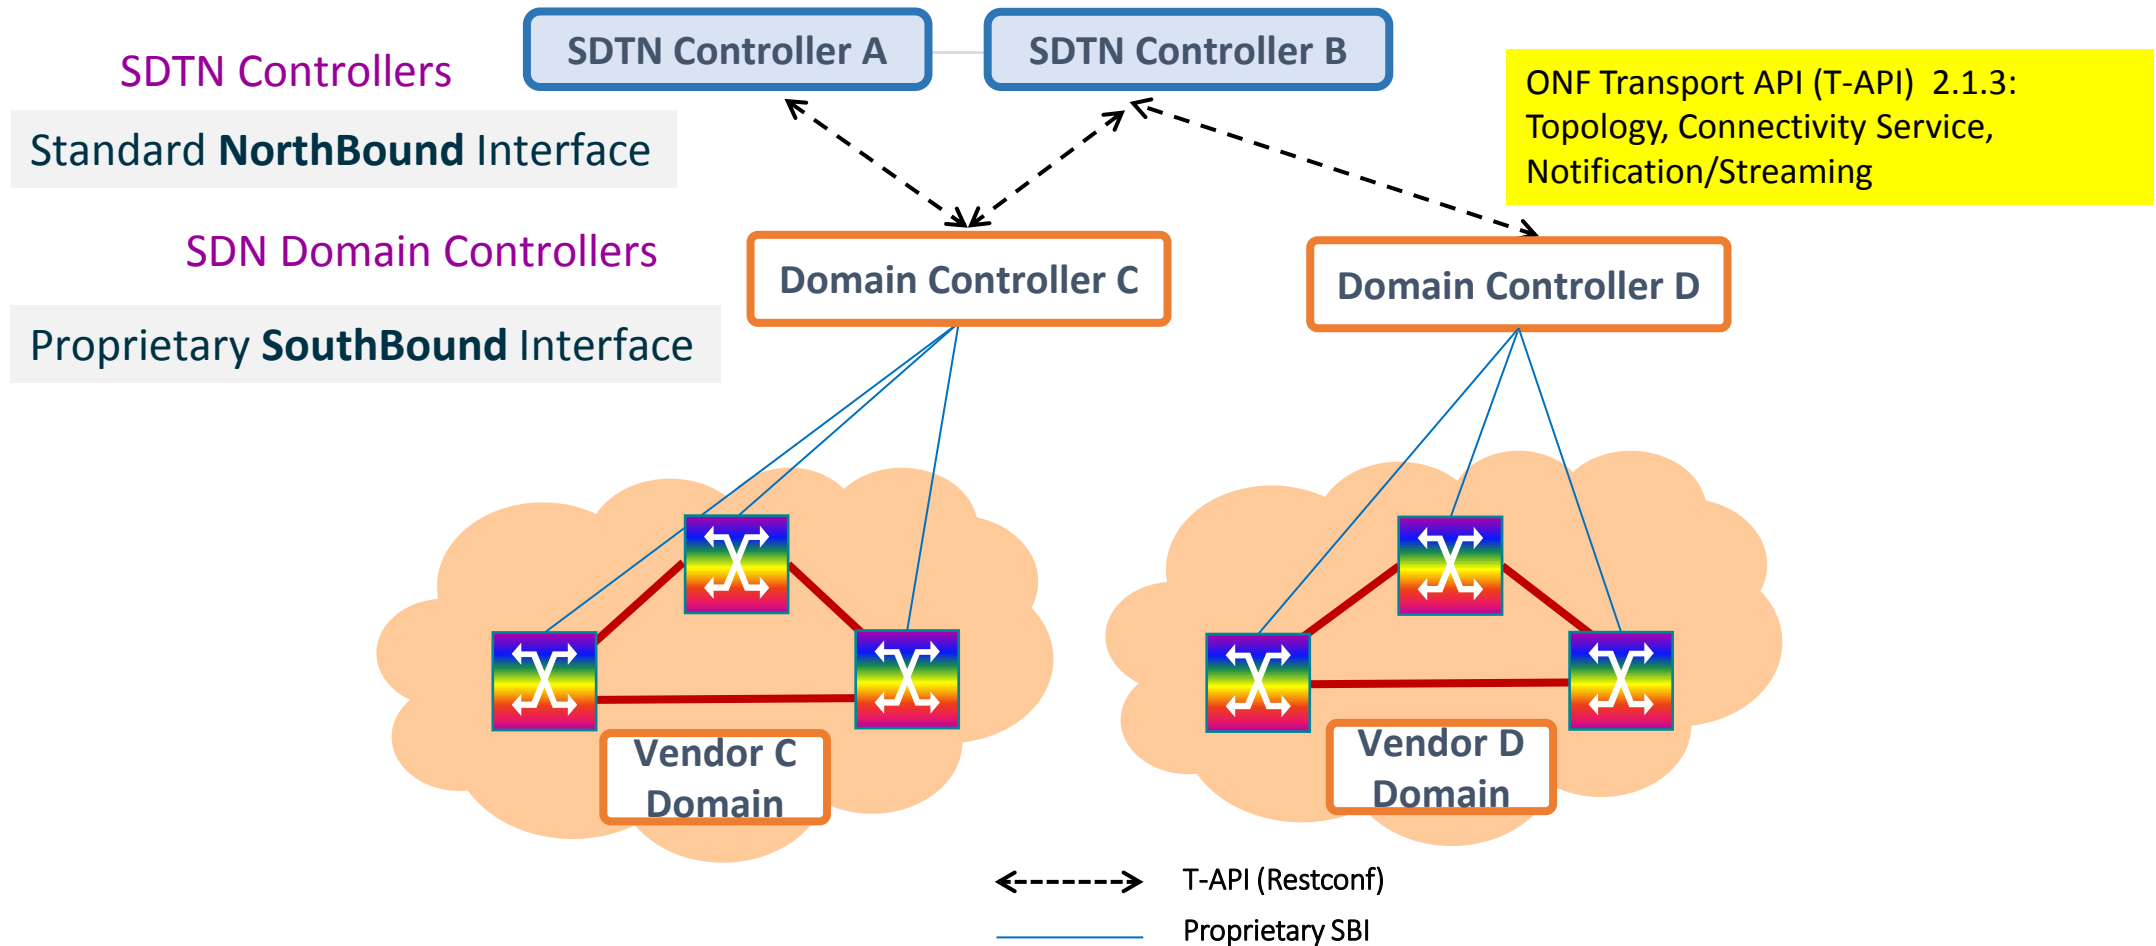 SDTN Controller A
SDTN Controller B
SDTN Controllers
ONF Transport API (T-API) 2.1.3:
Topology, Connectivity Service,
Notification/Streaming
Standard NorthBound Interface
SDN Domain Controllers
Domain Controller C
Domain Controller D
Proprietary SouthBound Interface
Vendor C
Domain
Vendor D
Domain
T-API (Restconf)
Proprietary SBI